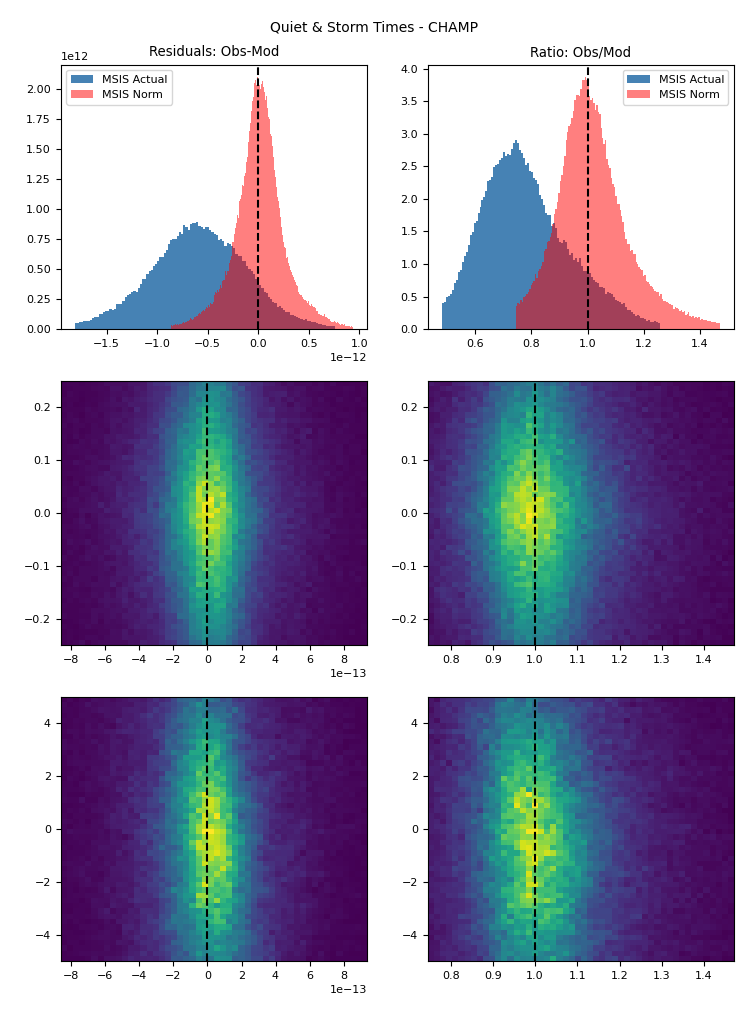 Quiet & Storm Times - CHAMP
Residuals: Obs-Mod
1e12
MSIS Actual
MSIS Norm
2.00
1.75
1.50
1.25
1.00
0.75
0.50
0.25
0.00
−1.5 −1.0 −0.5 0.0 0.5 1.0
1e−12
Ratio: Obs/Mod
MSIS Actual
MSIS Norm
4.0
3.5
3.0
2.5
2.0
1.5
1.0
0.5
0.0
0.6 0.8 1.0 1.2 1.4
0.2
0.1
0.0
−0.1
−0.2
−8 −6 −4 −2 0 2 4 6 8
1e−13
0.2
0.1
0.0
−0.1
−0.2
0.8 0.9 1.0 1.1 1.2 1.3 1.4
4
2
0
−2
−4
−8 −6 −4 −2 0 2 4 6 8
1e−13
4
2
0
−2
−4
0.8 0.9 1.0 1.1 1.2 1.3 1.4